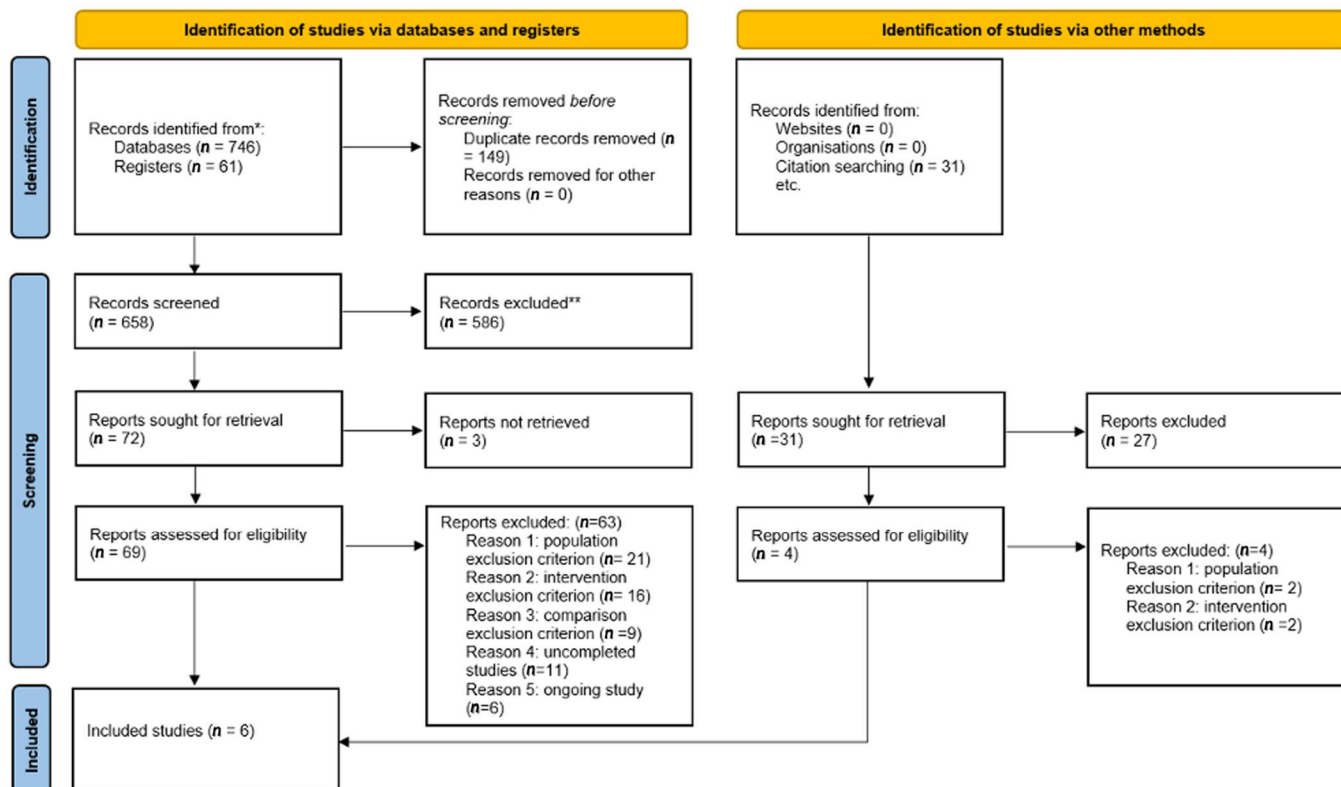 Identification of studies via databases and registers
Identification of studies via other methods
Identification
Records identified from*:
Databases (n = 746)
Registers (n = 61)
Records removed before
screening:
Duplicate records removed (n
= 149)
Records removed for other
reasons (n = 0)
Records identified from:
Websites (n = 0)
Organisations (n = 0)
Citation searching (n = 31)
etc.
Screening
Records screened
(n = 658)
Records excluded**
(n = 586)
Reports sought for retrieval
(n = 72)
Reports not retrieved
(n = 3)
Reports sought for retrieval
(n =31)
Reports excluded
(n = 27)
Reports assessed for eligibility
(n = 69)
Reports excluded: (n=63)
Reason 1: population
exclusion criterion (n= 21)
Reason 2: intervention
exclusion criterion (n= 16)
Reason 3: comparison
exclusion criterion (n =9)
Reason 4: uncompleted
studies (n=11)
Reason 5: ongoing study
(n=6)
Reports assessed for eligibility
(n = 4)
Reports excluded: (n=4)
Reason 1: population
exclusion criterion (n= 2)
Reason 2: intervention
exclusion criterion (n =2)
Included
Included studies (n = 6)